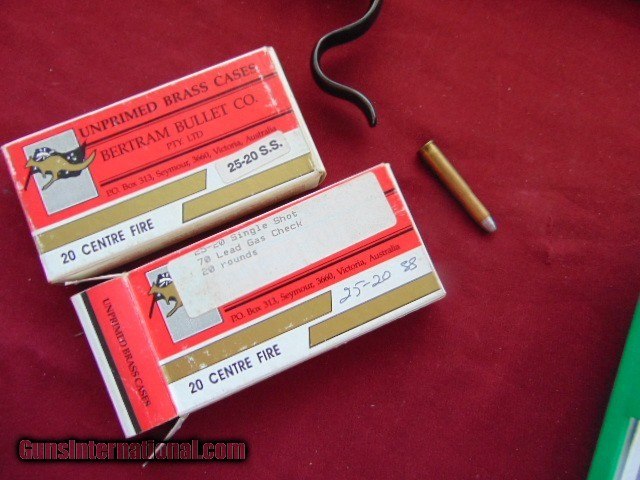 UNPRIMED BRASS CASES
BERTRAM BULLET CO.
PTY LTD
P.O. Box 313, Seymour, 3660, Victoria, Australia
25-20 S.S.
20 CENTRE FIRE
25-20 Single Shot
70 Lead Gas Check
20 rounds
P.O. Box 313, Seymour, 3660, Victoria, Australia
25-20 SS
20 CENTRE FIRE
UNPRIMED BRASS CASES
GunsInternational.com